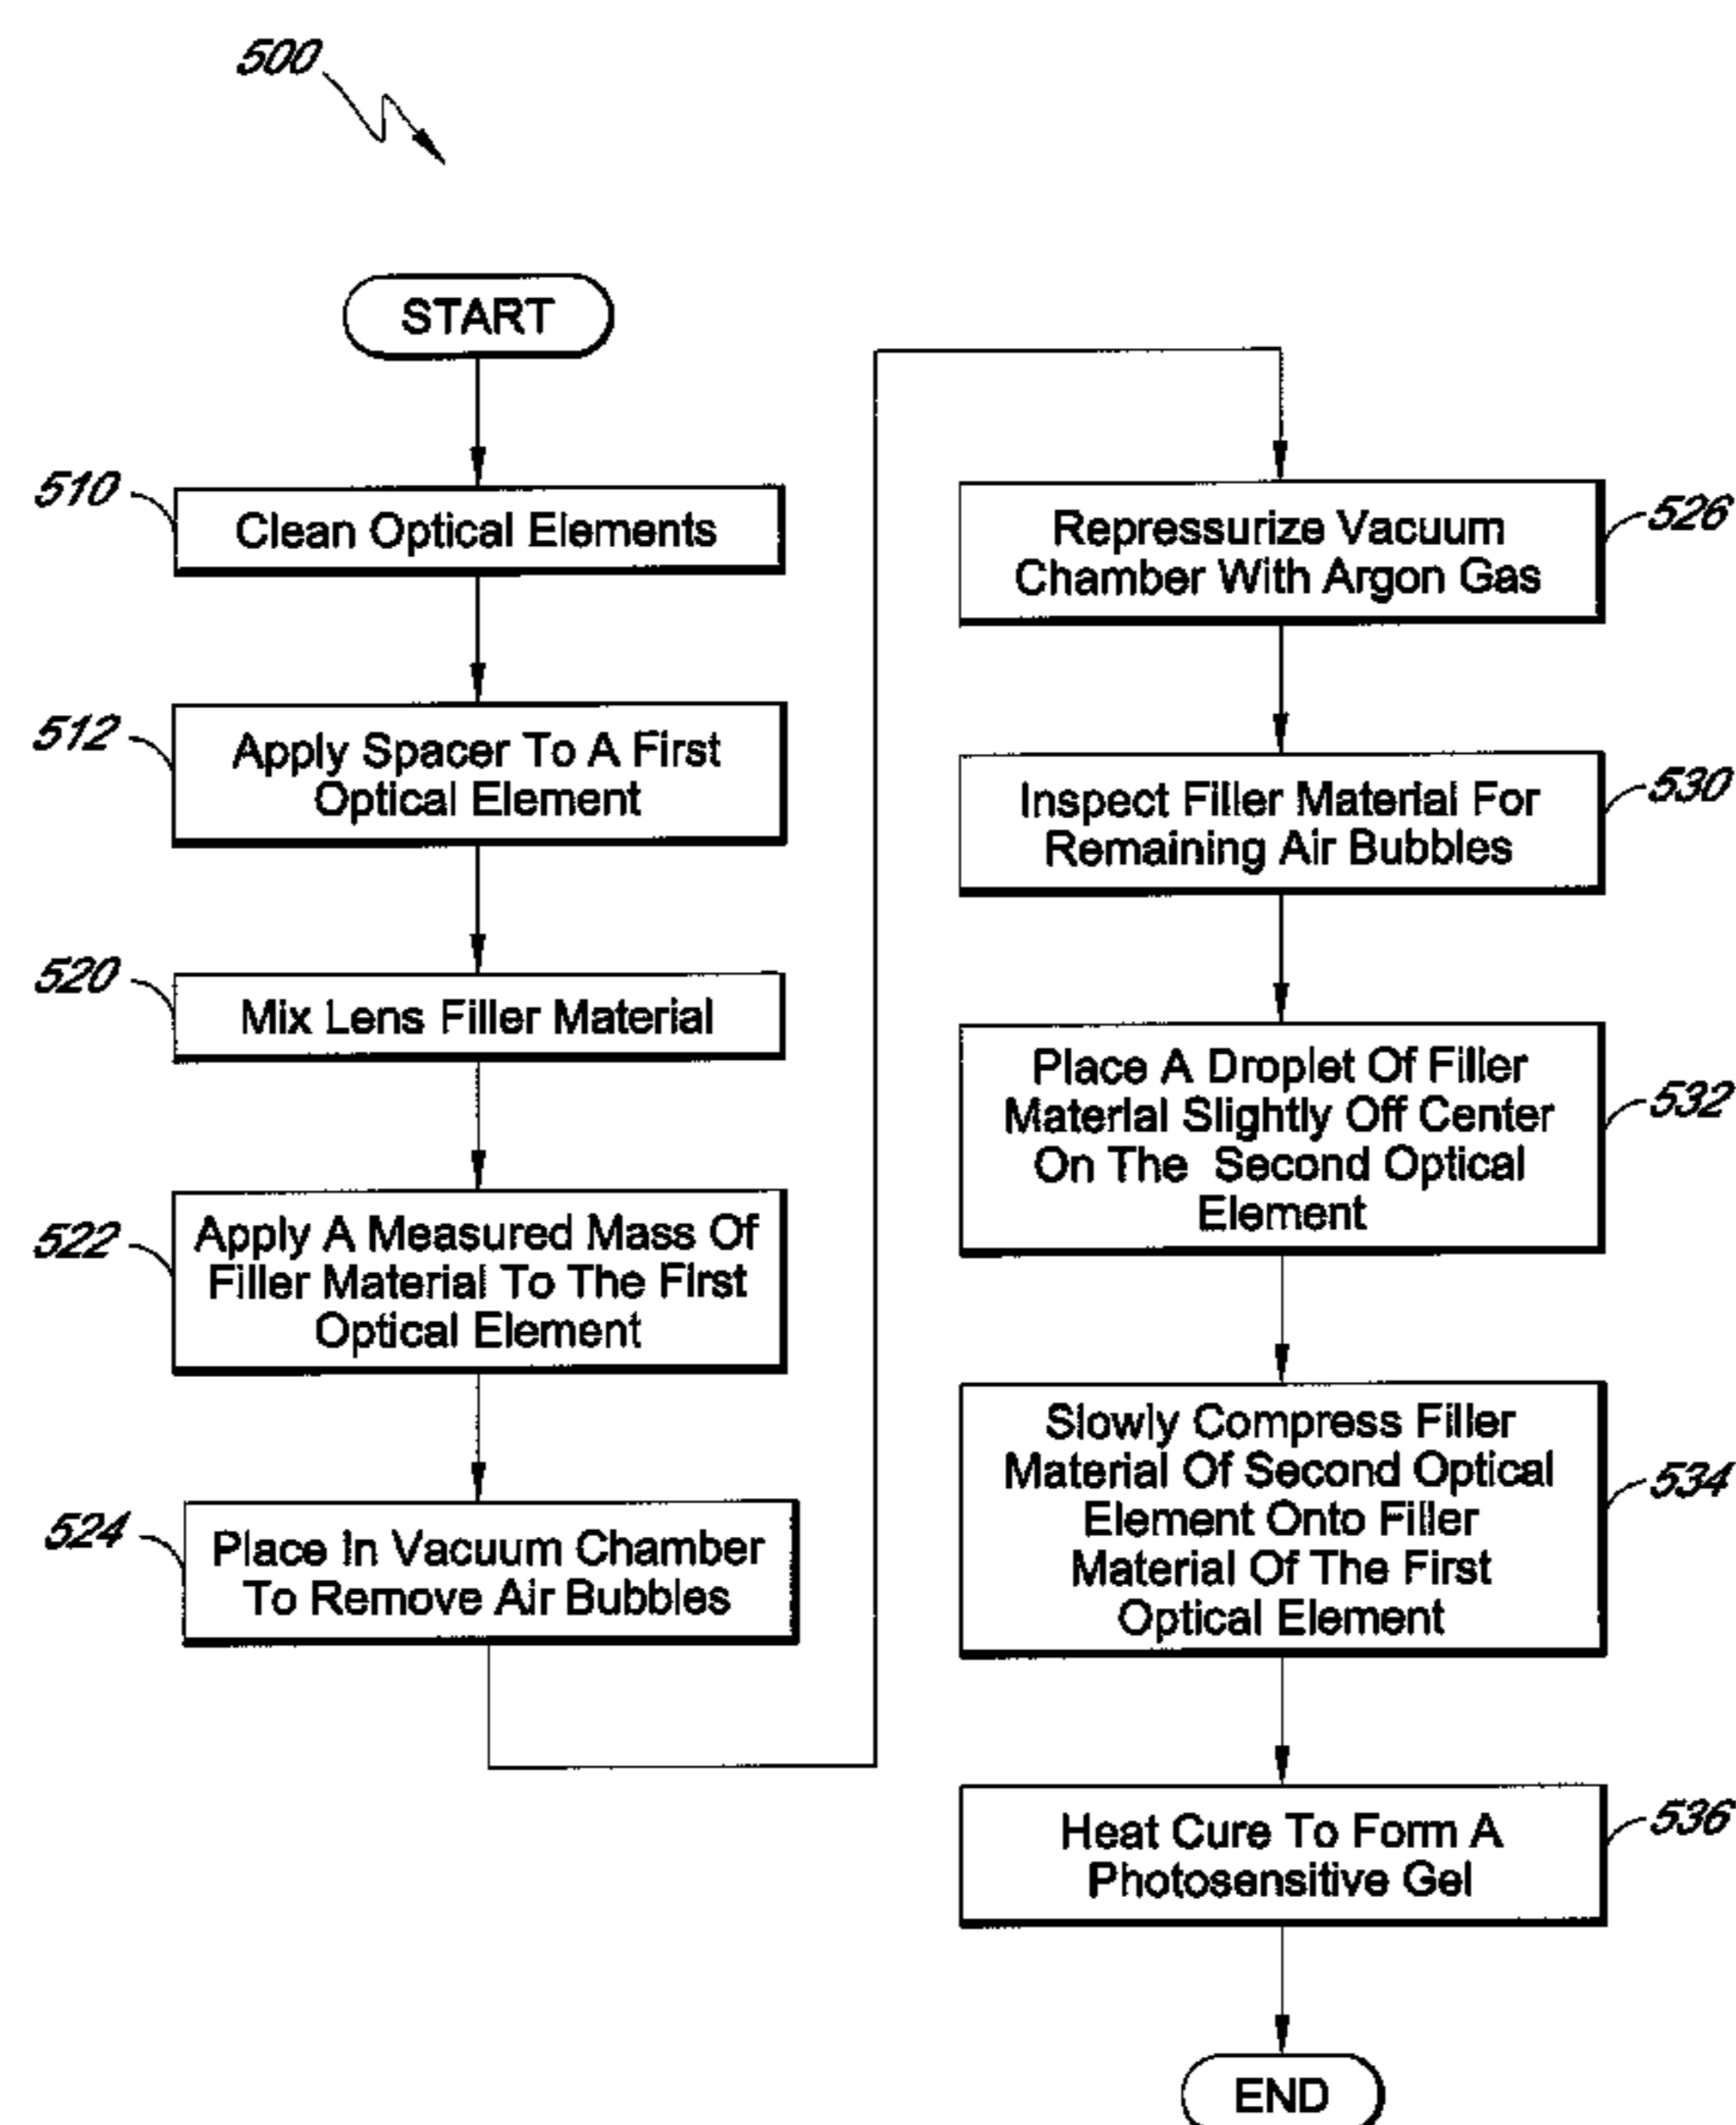 500
START
510
Clean Optical Elements
512
Apply Spacer To A First
Optical Element
520
Mix Lens Filler Material
522
Apply A Measured Mass Of
Filler Material To The First
Optical Element
524
Place In Vacuum Chamber
To Remove Air Bubbles
526
Repressurize Vacuum
Chamber With Argon Gas
530
Inspect Filler Material For
Remaining Air Bubbles
532
Place A Droplet Of Filler
Material Slightly Off Center
On The Second Optical
Element
534
Slowly Compress Filler
Material Of Second Optical
Element Onto Filler
Material Of The First
Optical Element
536
Heat Cure To Form A
Photosensitive Gel
END